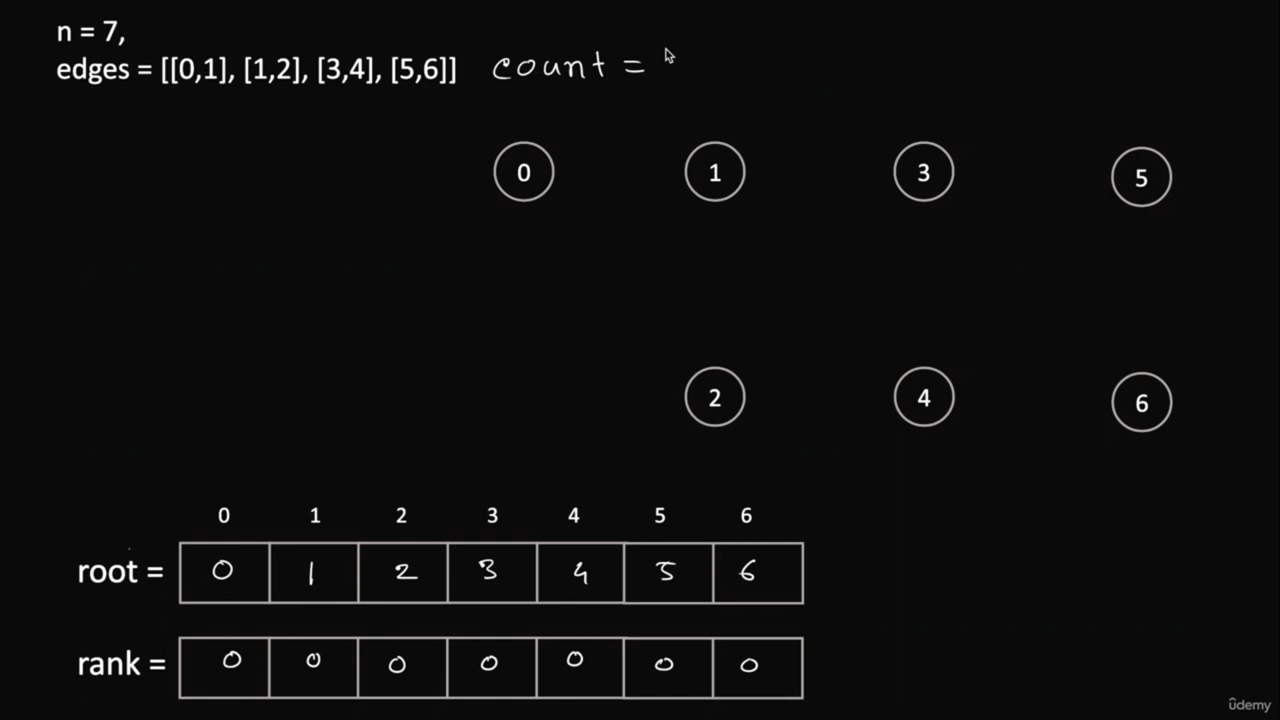 n = 7,
edges = [[0,1], [1,2], [3,4], [5,6]] count =
0 1 3 5
2 4 6
0 1 2 3 4 5 6
root = 0 1 2 3 4 5 6
rank = 0 0 0 0 0 0 0
ûdemy